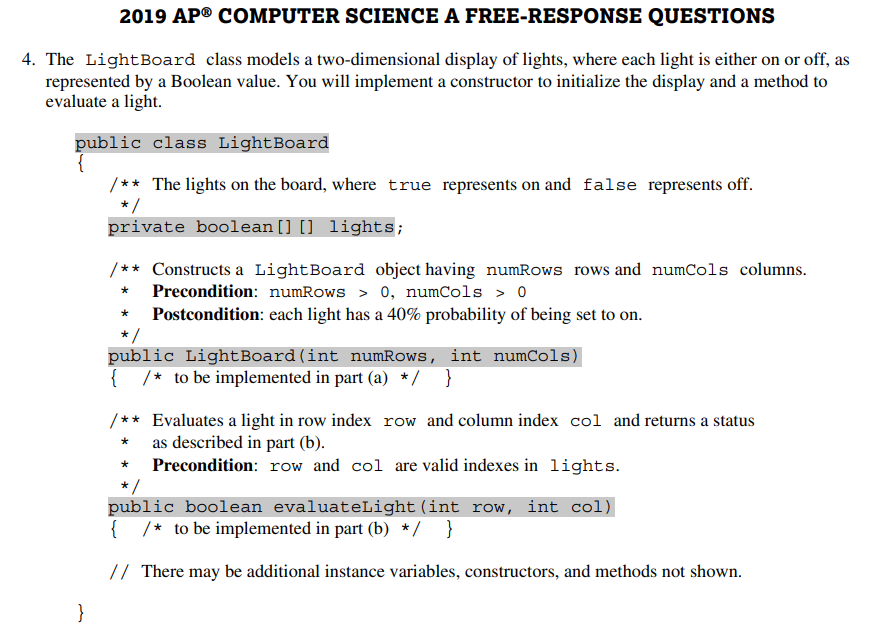 2019 AP® COMPUTER SCIENCE A FREE-RESPONSE QUESTIONS
4. The LightBoard class models a two-dimensional display of lights, where each light is either on or off, as
represented by a Boolean value. You will implement a constructor to initialize the display and a method to
evaluate a light.
public class LightBoard
{
/** The lights on the board, where true represents on and false represents off.
*/
private boolean[][] lights;
/** Constructs a LightBoard object having numRows rows and numCols columns.
* Precondition: numRows > 0, numCols > 0
* Postcondition: each light has a 40% probability of being set to on.
*/
public LightBoard(int numRows, int numCols)
{ /* to be implemented in part (a) */ }
/** Evaluates a light in row index row and column index col and returns a status
* as described in part (b).
* Precondition: row and col are valid indexes in lights.
*/
public boolean evaluateLight(int row, int col)
{ /* to be implemented in part (b) */ }
// There may be additional instance variables, constructors, and methods not shown.
}